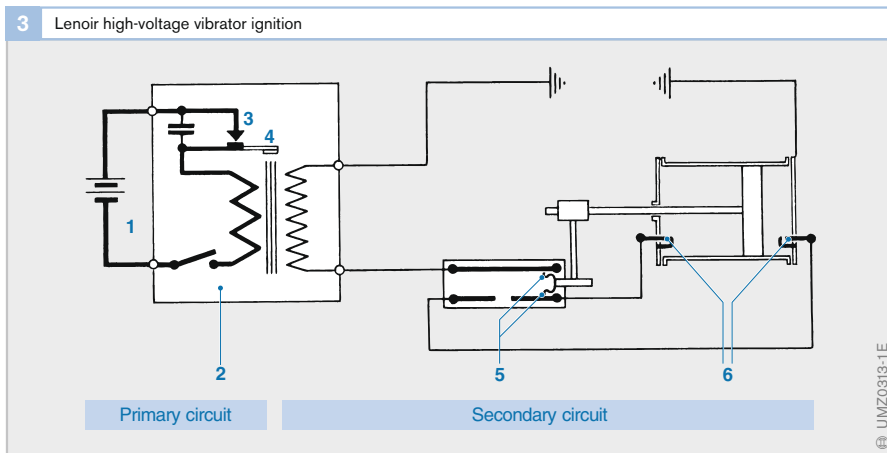 3 Lenoir high-voltage vibrator ignition
3
4
1
2
5
6
Primary circuit
Secondary circuit
UMZ0313-1E